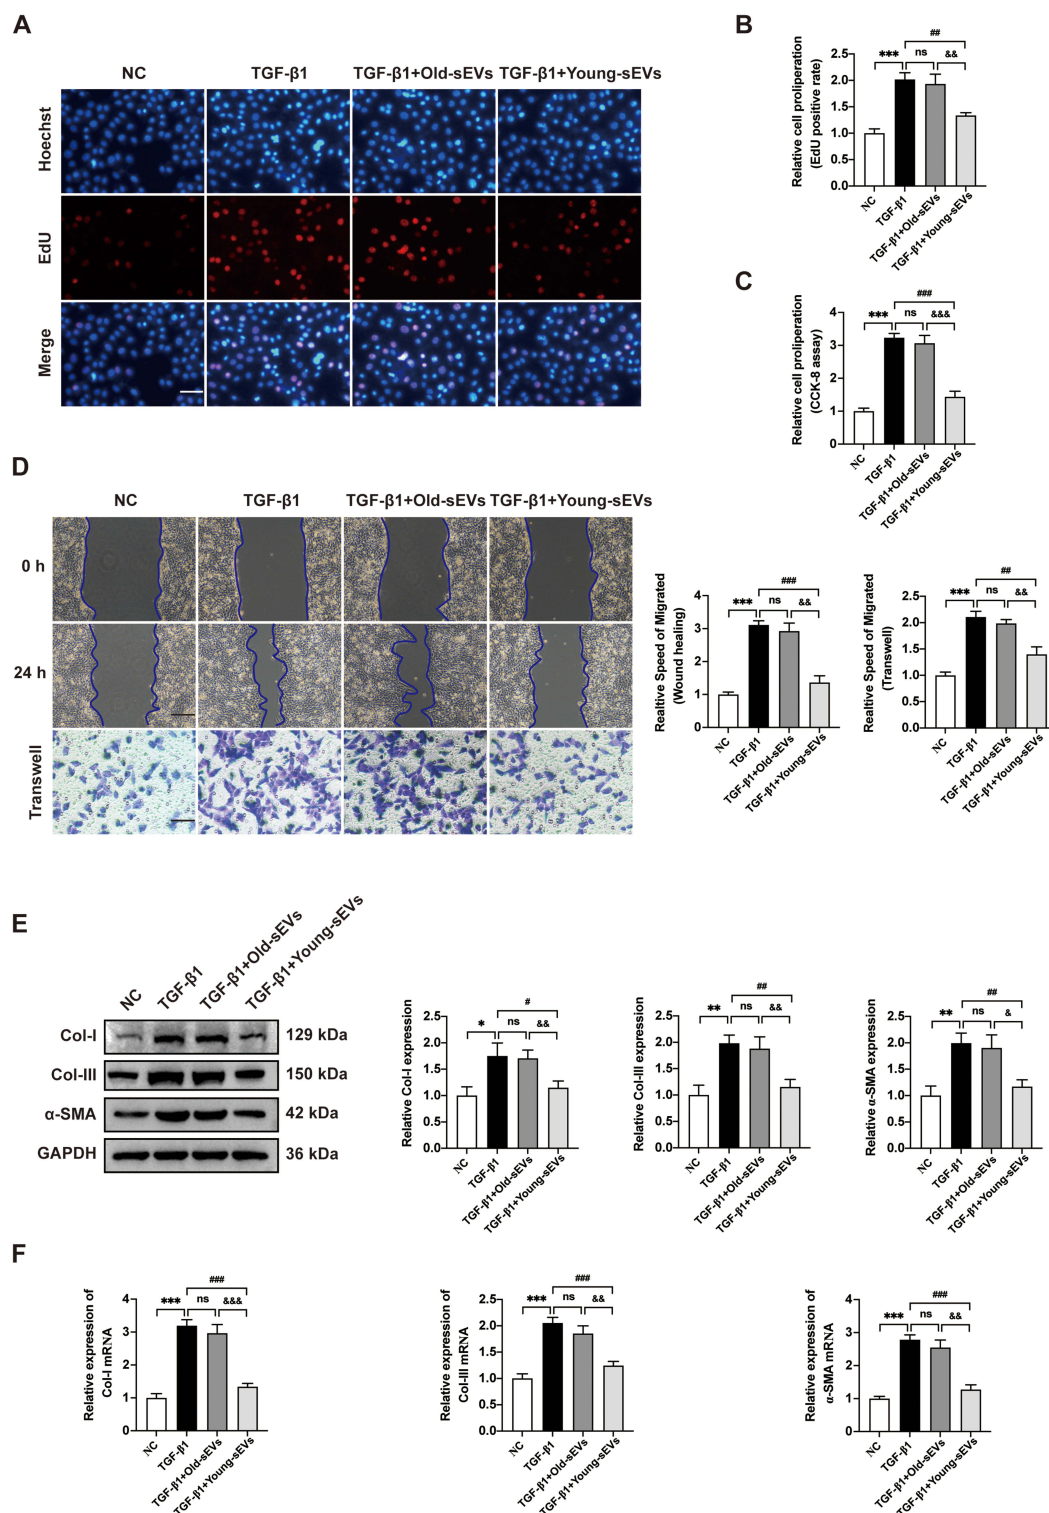 A
NC
TGF-β1
TGF-β1+Old-sEVs
TGF-β1+Young-sEVs
Hoechst
EdU
Merge
B
Relative cell proliperation
(EdU positive rate)
2.5
2.0
1.5
1.0
0.5
0.0
***
ns
&&
##
NC
TGF-β1
TGF-β1+Old-sEVs
TGF-β1+Young-sEVs
C
Relative cell proliperation
(CCK-8 assay)
4
3
2
1
0
***
ns
&&&
###
NC
TGF-β1
TGF-β1+Old-sEVs
TGF-β1+Young-sEVs
D
NC
TGF-β1
TGF-β1+Old-sEVs
TGF-β1+Young-sEVs
0 h
24 h
Transwell
Realtive Speed of Migrated
(Wound healing)
4
3
2
1
0
***
ns
&&
###
NC
TGF-β1
TGF-β1+Old-sEVs
TGF-β1+Young-sEVs
Realtive Speed of Migrated
(Transwell)
2.5
2.0
1.5
1.0
0.5
0.0
***
ns
&&
##
NC
TGF-β1
TGF-β1+Old-sEVs
TGF-β1+Young-sEVs
E
NC
TGF-β1
TGF-β1+Old-sEVs
TGF-β1+Young-sEVs
Col-I 129 kDa
Col-III 150 kDa
α-SMA 42 kDa
GAPDH 36 kDa
Relative Col-I expression
2.5
2.0
1.5
1.0
0.5
0.0
*
ns
&&
#
NC
TGF-β1
TGF-β1+Old-sEVs
TGF-β1+Young-sEVs
Relative Col-III expression
2.5
2.0
1.5
1.0
0.5
0.0
**
ns
&&
##
NC
TGF-β1
TGF-β1+Old-sEVs
TGF-β1+Young-sEVs
Relative α-SMA expression
2.5
2.0
1.5
1.0
0.5
0.0
**
ns
&
##
NC
TGF-β1
TGF-β1+Old-sEVs
TGF-β1+Young-sEVs
F
Relative expression of
Col-I mRNA
4
3
2
1
0
***
ns
&&&
###
NC
TGF-β1
TGF-β1+Old-sEVs
TGF-β1+Young-sEVs
Relative expression of
Col-III mRNA
2.5
2.0
1.5
1.0
0.5
0.0
***
ns
&&
###
NC
TGF-β1
TGF-β1+Old-sEVs
TGF-β1+Young-sEVs
Relative expression of
α-SMA mRNA
4
3
2
1
0
***
ns
&&
###
NC
TGF-β1
TGF-β1+Old-sEVs
TGF-β1+Young-sEVs